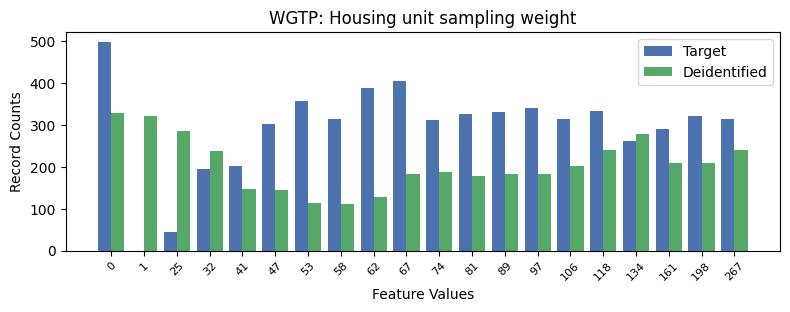 WGTP: Housing unit sampling weight
Target
Deidentified
Record Counts
500
400
300
200
100
0
0 1 25 32 41 47 53 58 62 67 74 81 89 97 106 118 134 161 198 267
Feature Values